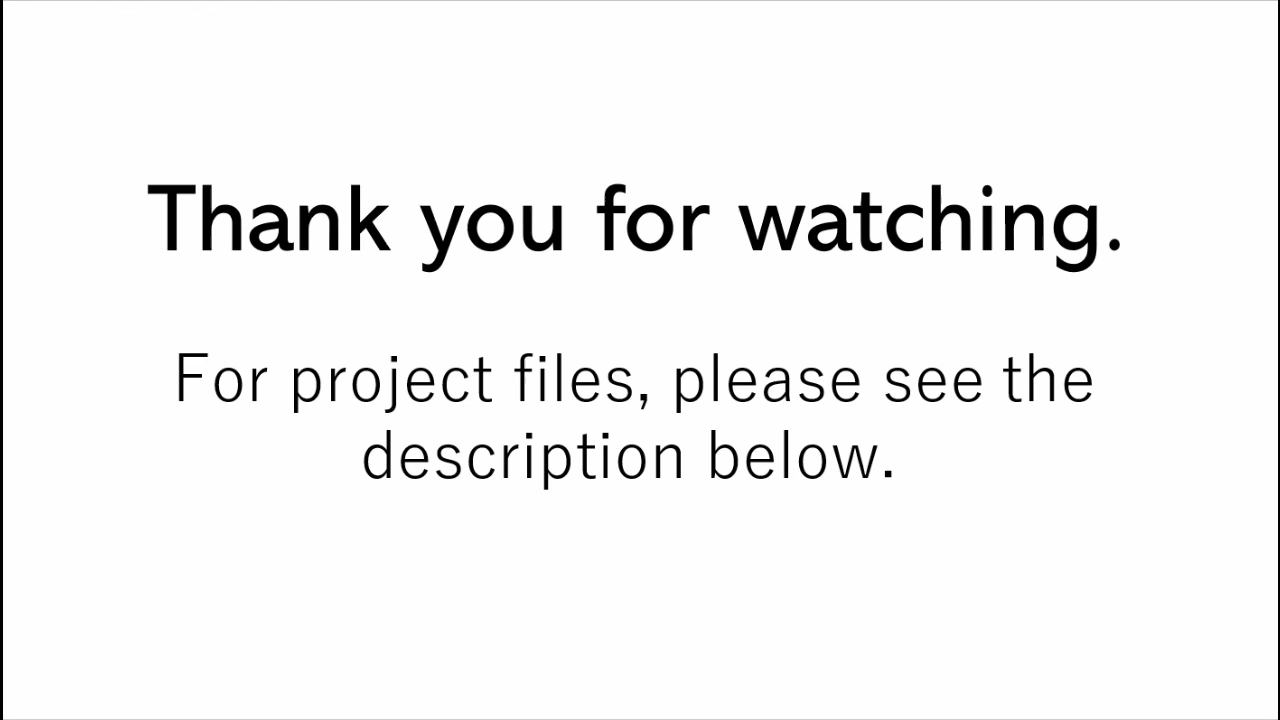 Thank you for watching.
For project files, please see the
description below.